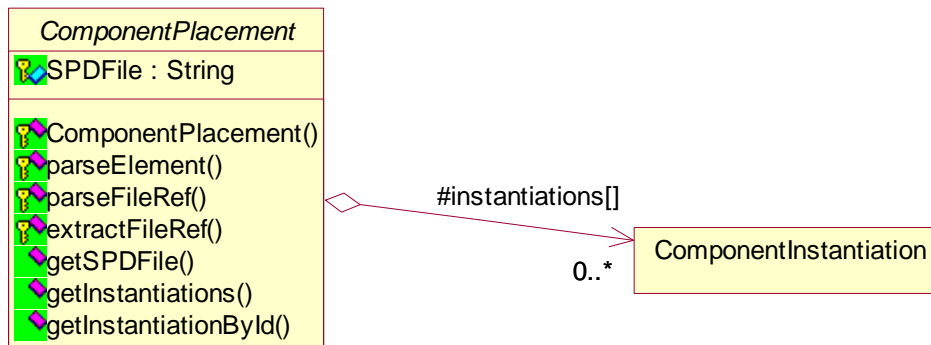 ComponentPlacement
SPDFile : String
ComponentPlacement()
parseElement()
parseFileRef()
extractFileRef()
getSPDFile()
getInstantiations()
getInstantiationById()
#instantiations[]
0..*
ComponentInstantiation